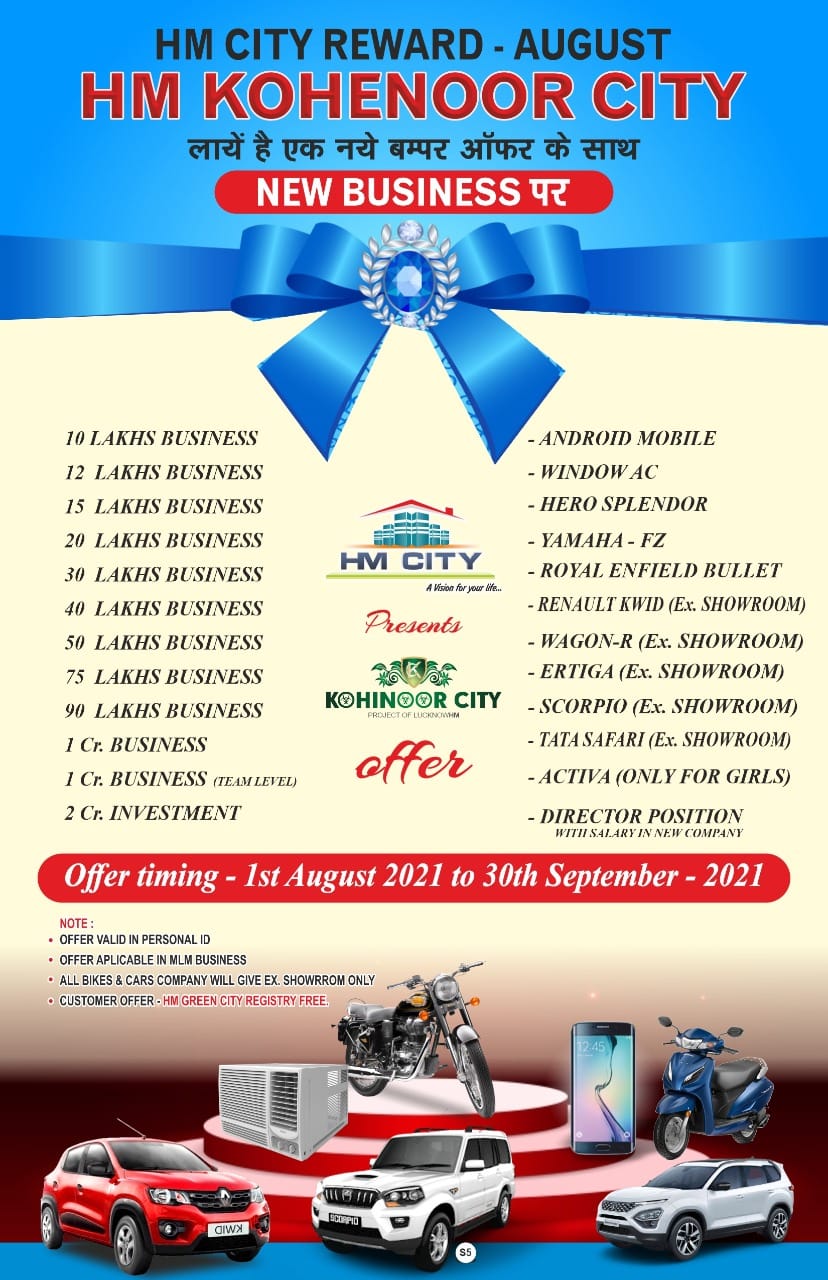 HM CITY REWARD - AUGUST
HM KOHENOOR CITY
लायें है एक नये बम्पर ऑफर के साथ
NEW BUSINESS पर
10 LAKHS BUSINESS - ANDROID MOBILE
12 LAKHS BUSINESS - WINDOW AC
15 LAKHS BUSINESS - HERO SPLENDOR
20 LAKHS BUSINESS - YAMAHA - FZ
30 LAKHS BUSINESS - ROYAL ENFIELD BULLET
40 LAKHS BUSINESS - RENAULT KWID (Ex. SHOWROOM)
50 LAKHS BUSINESS - WAGON-R (Ex. SHOWROOM)
75 LAKHS BUSINESS - ERTIGA (Ex. SHOWROOM)
90 LAKHS BUSINESS - SCORPIO (Ex. SHOWROOM)
1 Cr. BUSINESS - TATA SAFARI (Ex. SHOWROOM)
1 Cr. BUSINESS (TEAM LEVEL) - ACTIVA (ONLY FOR GIRLS)
2 Cr. INVESTMENT - DIRECTOR POSITION
WITH SALARY IN NEW COMPANY
HM CITY
A Vision for your life...
Presents
KOHINOOR CITY
PROJECT OF LUCKNOWHM
offer
Offer timing - 1st August 2021 to 30th September - 2021
NOTE :
• OFFER VALID IN PERSONAL ID
• OFFER APLICABLE IN MLM BUSINESS
• ALL BIKES & CARS COMPANY WILL GIVE EX. SHOWRROM ONLY
• CUSTOMER OFFER - HM GREEN CITY REGISTRY FREE.
12:45
KWID
SCORPIO
S5